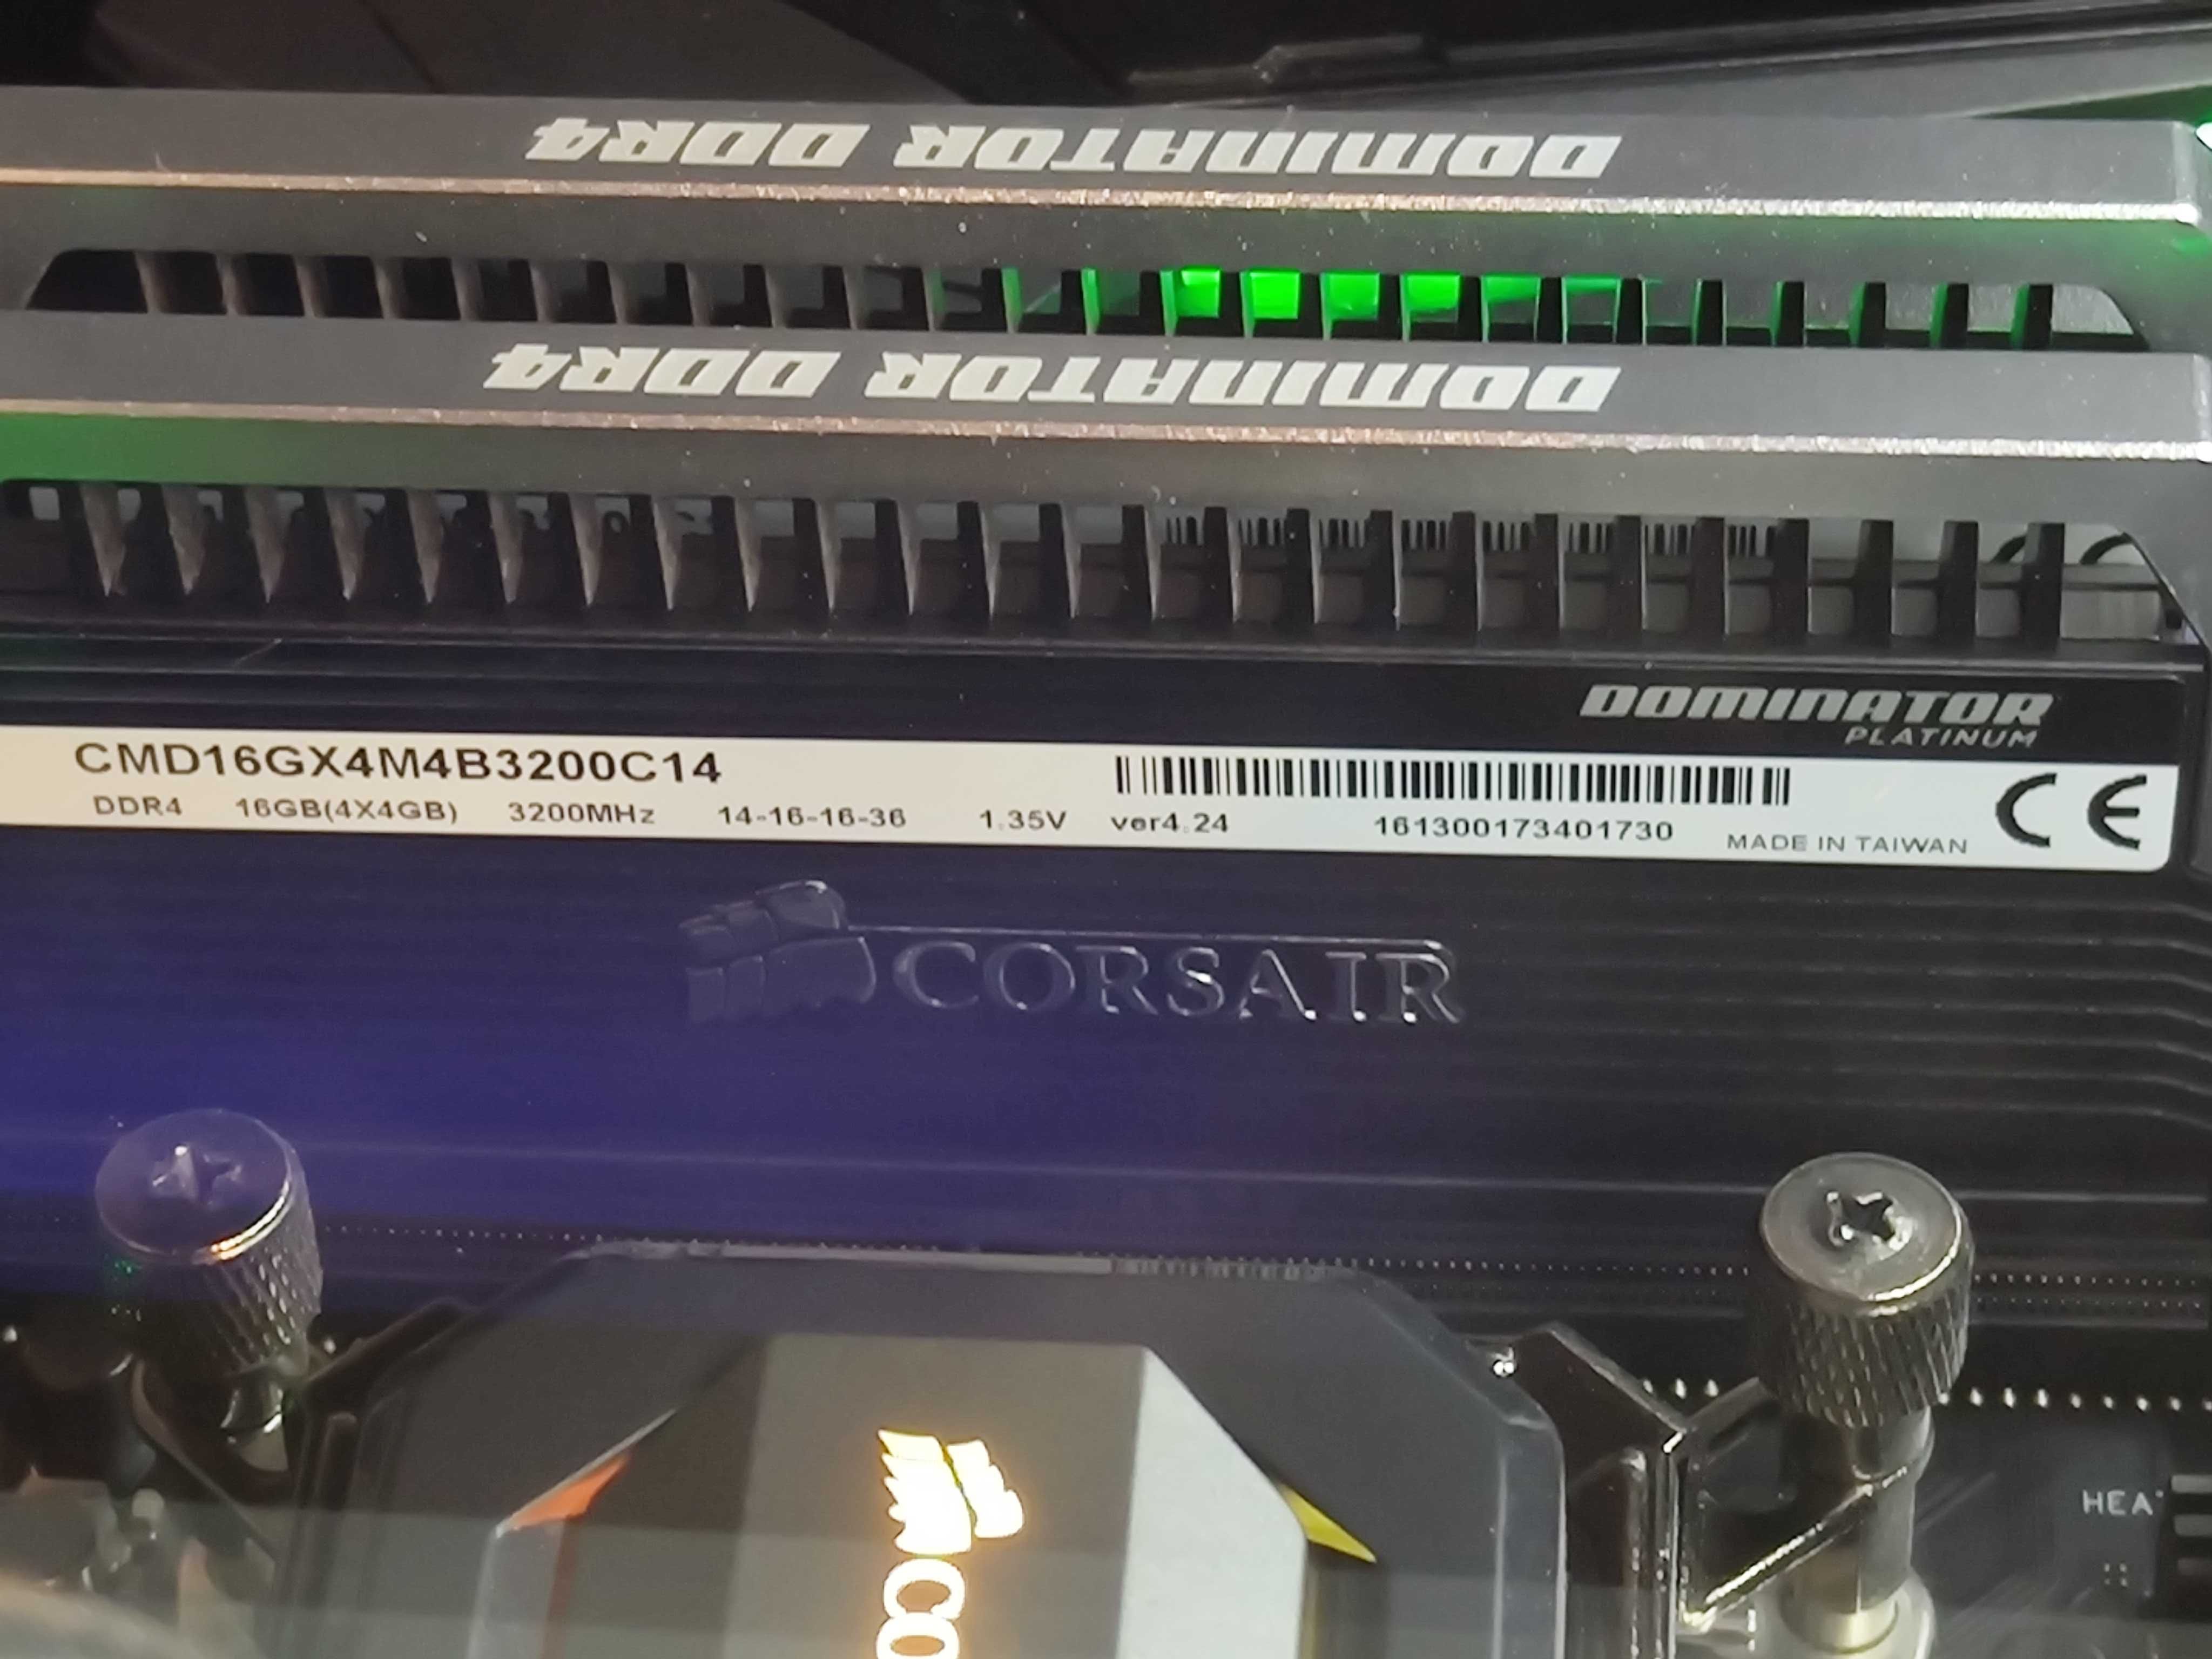 DOMINATOR DDR4
DOMINATOR DDR4
DOMINATOR
PLATINUM
CMD16GX4M4B3200C14
DDR4 16GB(4X4GB) 3200MHz 14-16-16-36 1.35V ver4.24 161300173401730 MADE IN TAIWAN CE
CORSAIR
HEA
CO